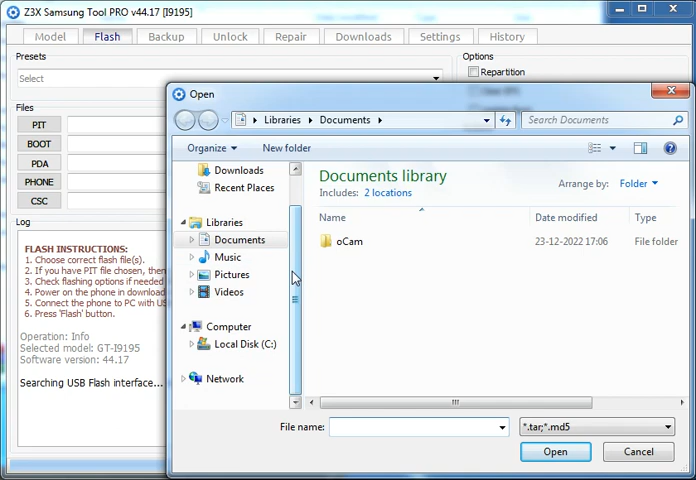 Z3X Samsung Tool PRO v44.17 [I9195]
Model
Flash
Backup
Unlock
Repair
Downloads
Settings
History
Presets
Select
Options
Repartition
Files
PIT
BOOT
PDA
PHONE
CSC
Log
FLASH INSTRUCTIONS:
1. Choose correct flash file(s).
2. If you have PIT file chosen, then
3. Check flashing options if needed
4. Power on the phone in download
5. Connect the phone to PC with US
6. Press 'Flash' button.
Operation: Info
Selected model: GT-I9195
Software version: 44.17
Searching USB Flash interface...
Open
Libraries
Documents
Search Documents
Organize
New folder
Downloads
Recent Places
Libraries
Documents
Music
Pictures
Videos
Computer
Local Disk (C:)
Network
Documents library
Includes: 2 locations
Arrange by: Folder
Name
Date modified
Type
oCam
23-12-2022 17:06
File folder
File name:
*.tar;*.md5
Open
Cancel